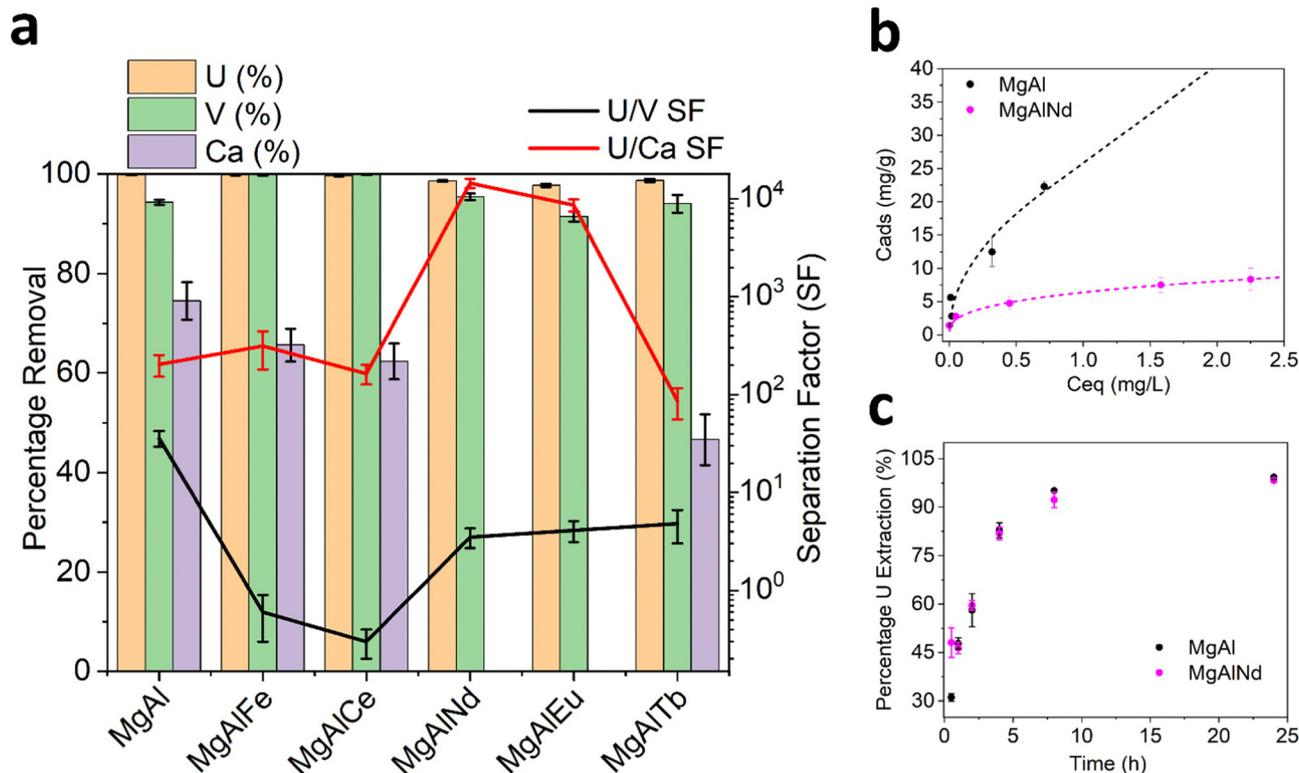 a
U (%)
V (%)
Ca (%)
U/V SF
U/Ca SF
Percentage Removal
100
80
60
40
20
0
10^4
10^3
10^2
10^1
10^0
Separation Factor (SF)
MgAl
MgAlFe
MgAlCe
MgAlNd
MgAlEu
MgAlTb
b
Cads (mg/g)
40
35
30
25
20
15
10
5
0
MgAl
MgAlNd
0.0 0.5 1.0 1.5 2.0 2.5
Ceq (mg/L)
c
Percentage U Extraction (%)
105
90
75
60
45
30
MgAl
MgAlNd
0 5 10 15 20 25
Time (h)